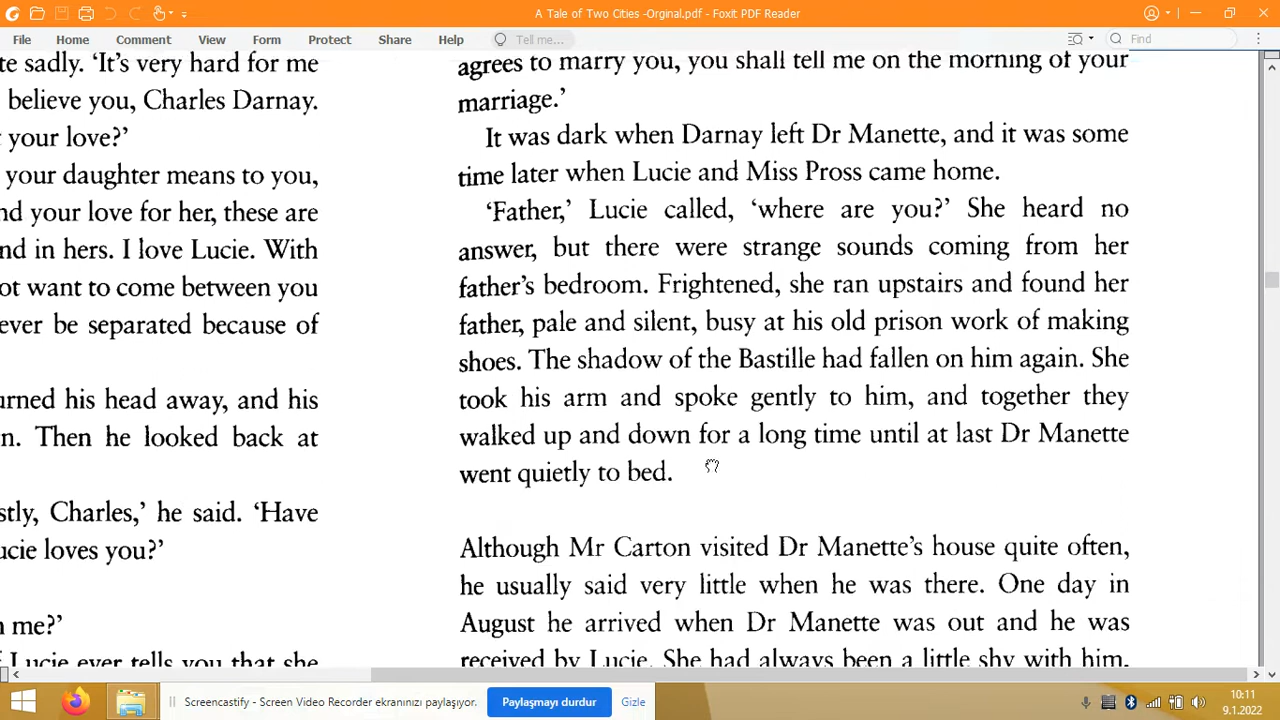 A Tale of Two Cities -Orginal.pdf - Foxit PDF Reader
File Home Comment View Form Protect Share Help Tell me... Find
te sadly. ‘It’s very hard for me
believe you, Charles Darnay.
your love?’
your daughter means to you,
nd your love for her, these are
nd in hers. I love Lucie. With
ot want to come between you
ever be separated because of
urned his head away, and his
n. Then he looked back at
stly, Charles,’ he said. ‘Have
ucie loves you?’
me?’
Lucie ever tells you that she
agrees to marry you, you shall tell me on the morning of your
marriage.’
It was dark when Darnay left Dr Manette, and it was some
time later when Lucie and Miss Pross came home.
‘Father,’ Lucie called, ‘where are you?’ She heard no
answer, but there were strange sounds coming from her
father’s bedroom. Frightened, she ran upstairs and found her
father, pale and silent, busy at his old prison work of making
shoes. The shadow of the Bastille had fallen on him again. She
took his arm and spoke gently to him, and together they
walked up and down for a long time until at last Dr Manette
went quietly to bed.
Although Mr Carton visited Dr Manette’s house quite often,
he usually said very little when he was there. One day in
August he arrived when Dr Manette was out and he was
received by Lucie. She had always been a little shy with him,
Screencastify - Screen Video Recorder ekranınızı paylaşıyor. Paylaşmayı durdur Gizle
10:11
9.1.2022